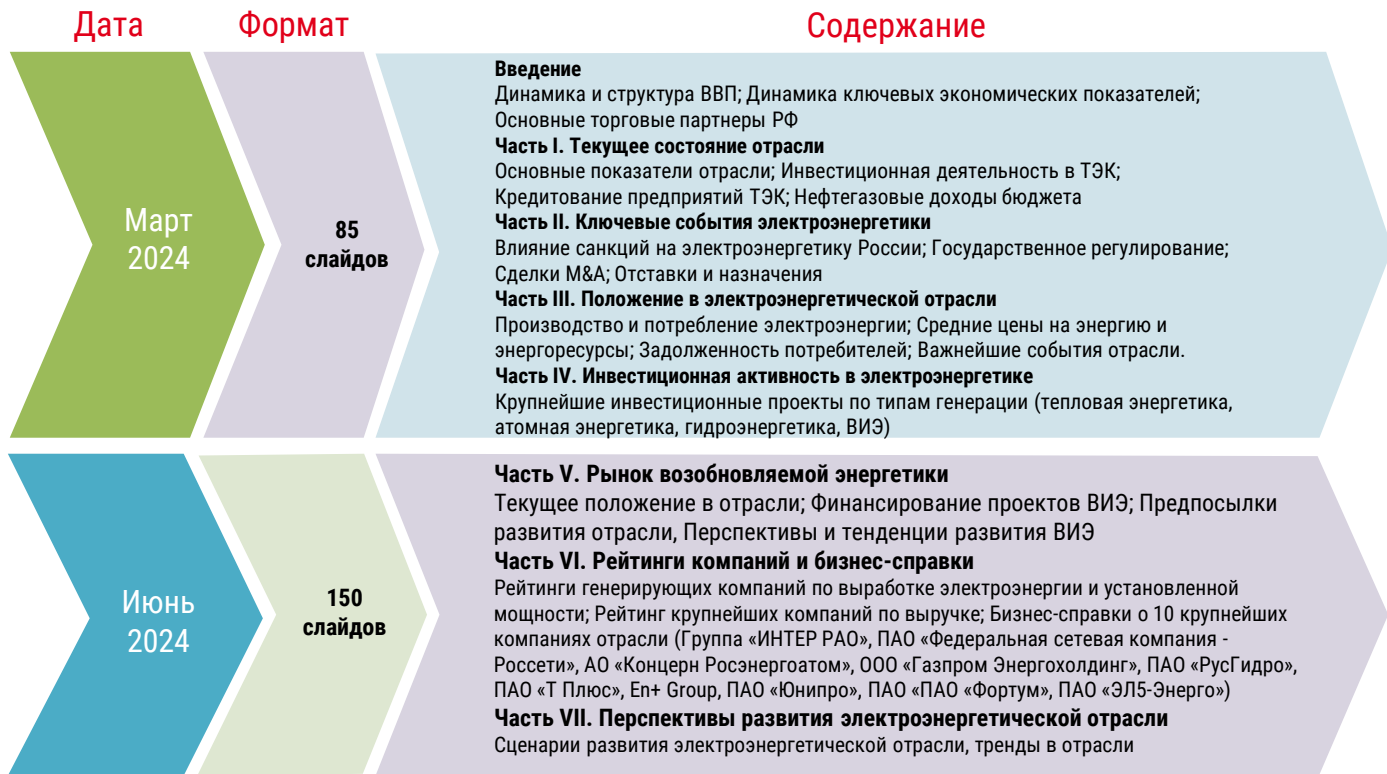 Дата
Формат
Содержание
Март
2024
85
слайдов
Введение
Динамика и структура ВВП; Динамика ключевых экономических показателей;
Основные торговые партнеры РФ
Часть I. Текущее состояние отрасли
Основные показатели отрасли; Инвестиционная деятельность в ТЭК;
Кредитование предприятий ТЭК; Нефтегазовые доходы бюджета
Часть II. Ключевые события электроэнергетики
Влияние санкций на электроэнергетику России; Государственное регулирование;
Сделки M&A; Отставки и назначения
Часть III. Положение в электроэнергетической отрасли
Производство и потребление электроэнергии; Средние цены на энергию и
энергоресурсы; Задолженность потребителей; Важнейшие события отрасли.
Часть IV. Инвестиционная активность в электроэнергетике
Крупнейшие инвестиционные проекты по типам генерации (тепловая энергетика,
атомная энергетика, гидроэнергетика, ВИЭ)
Июнь
2024
150
слайдов
Часть V. Рынок возобновляемой энергетики
Текущее положение в отрасли; Финансирование проектов ВИЭ; Предпосылки
развития отрасли, Перспективы и тенденции развития ВИЭ
Часть VI. Рейтинги компаний и бизнес-справки
Рейтинги генерирующих компаний по выработке электроэнергии и установленной
мощности; Рейтинг крупнейших компаний по выручке; Бизнес-справки о 10 крупнейших
компаниях отрасли (Группа «ИНТЕР РАО», ПАО «Федеральная сетевая компания -
Россети», АО «Концерн Росэнергоатом», ООО «Газпром Энергохолдинг», ПАО «РусГидро»,
ПАО «Т Плюс», En+ Group, ПАО «Юнипро», ПАО «ПАО «Фортум», ПАО «ЭЛ5-Энерго»)
Часть VII. Перспективы развития электроэнергетической отрасли
Сценарии развития электроэнергетической отрасли, тренды в отрасли